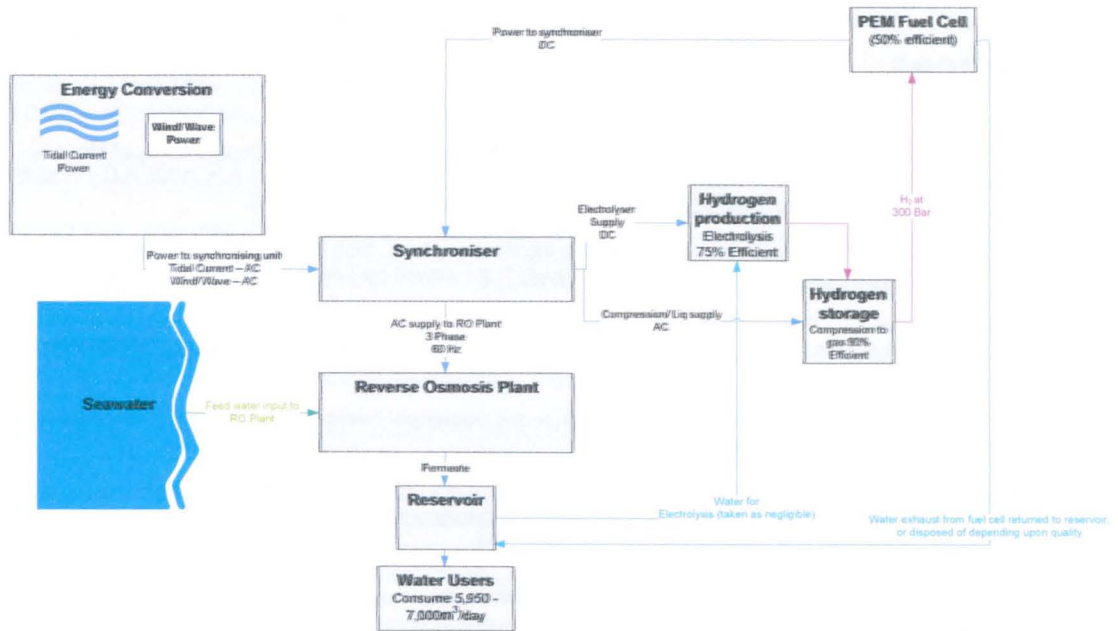 PEM Fuel Cell
(50% efficient)
Power to synchroniser
DC
Energy Conversion
Wind/Wave
Power
Tidal Current
Power
H₂ at
300 Bar
Hydrogen
production
Electrolysis
75% Efficient
Electrolyser
Supply
DC
Power to synchronising unit
Tidal Current – AC
Wind/Wave – AC
Synchroniser
Hydrogen
storage
Compression to
gas 90%
Efficient
Compression/Liq supply
AC
AC supply to RO Plant
3 Phase
60 Hz
Reverse Osmosis Plant
Seawater
Feed water input to
RO Plant
Permeate
Reservoir
Water for
Electrolysis (taken as negligible)
Water exhaust from fuel cell returned to reservoir,
or disposed of depending upon quality
Water Users
Consume 5,950 –
7,000m³/day